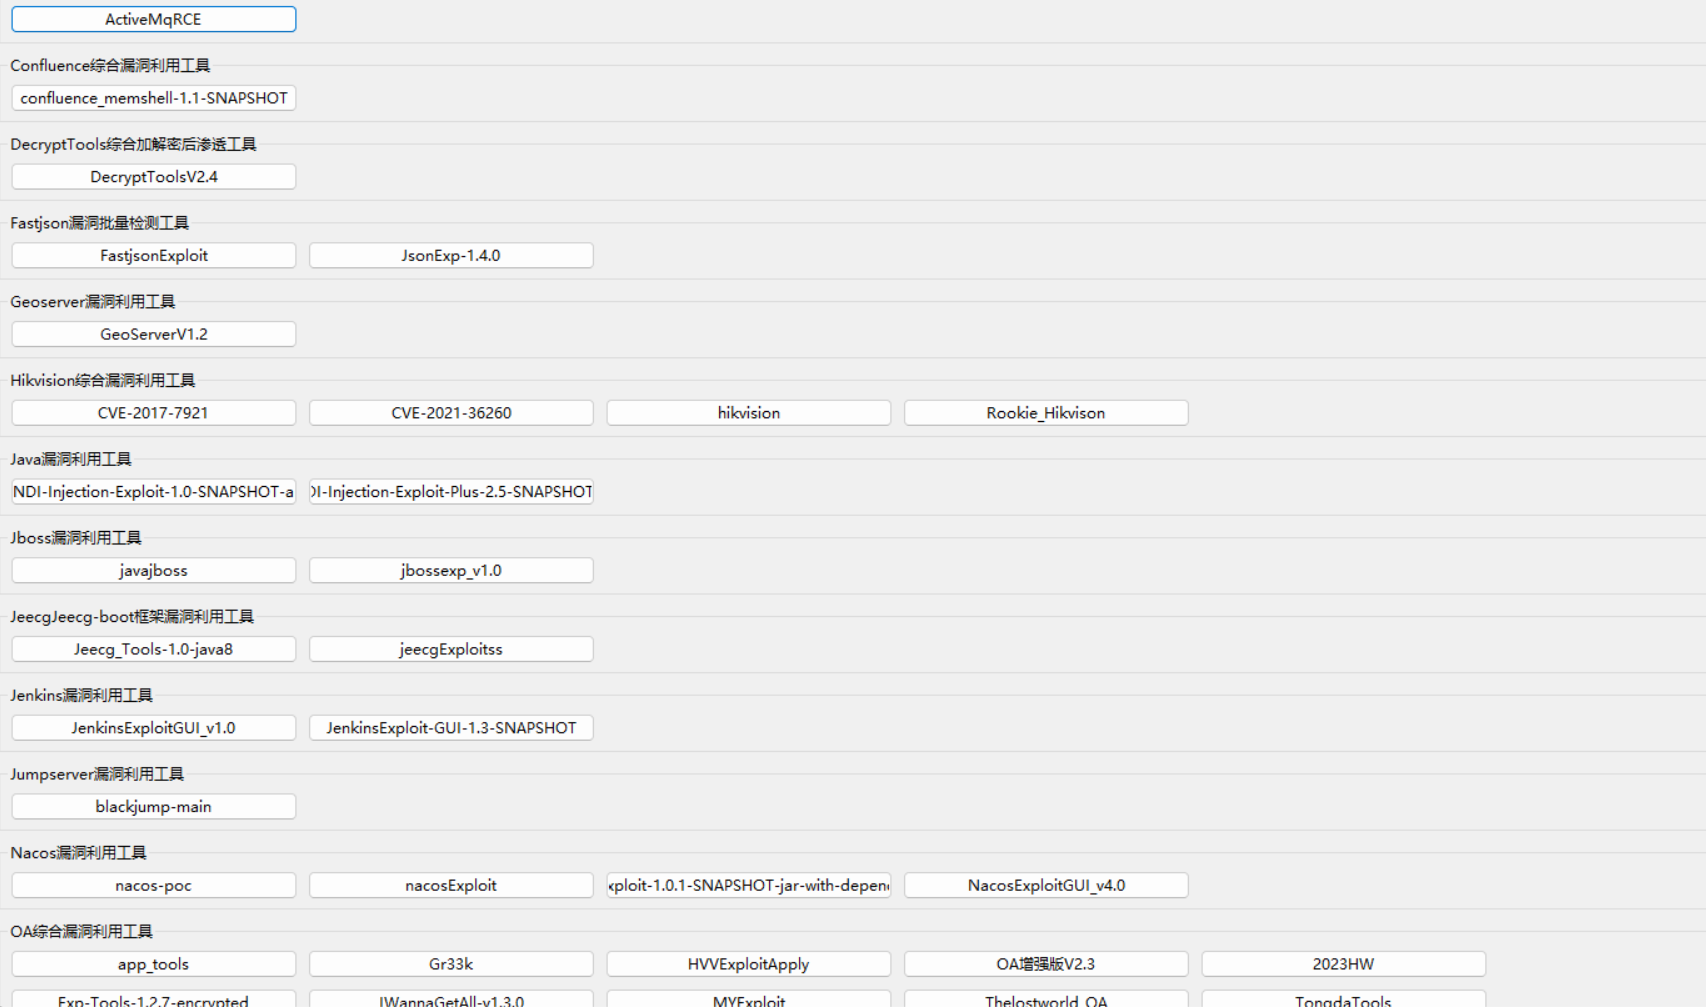 ActiveMqRCE
Confluence综合漏洞利用工具
confluence_memshell-1.1-SNAPSHOT
DecryptTools综合加解密后渗透工具
DecryptToolsV2.4
Fastjson漏洞批量检测工具
FastjsonExploit JsonExp-1.4.0
Geoserver漏洞利用工具
GeoServerV1.2
Hikvision综合漏洞利用工具
CVE-2017-7921 CVE-2021-36260 hikvision Rookie_Hikvison
Java漏洞利用工具
NDI-Injection-Exploit-1.0-SNAPSHOT-a I-Injection-Exploit-Plus-2.5-SNAPSHOT
Jboss漏洞利用工具
javajboss jbossexp_v1.0
JeecgJeecg-boot框架漏洞利用工具
Jeecg_Tools-1.0-java8 jeecgExploitss
Jenkins漏洞利用工具
JenkinsExploitGUI_v1.0 JenkinsExploit-GUI-1.3-SNAPSHOT
Jumpserver漏洞利用工具
blackjump-main
Nacos漏洞利用工具
nacos-poc nacosExploit xploit-1.0.1-SNAPSHOT-jar-with-depen NacosExploitGUI_v4.0
OA综合漏洞利用工具
app_tools Gr33k HVVExploitApply OA增强版V2.3 2023HW
Exp-Tools-1.2.7-encrypted IWannaGetAll-v1.3.0 MYExploit Thelostworld_OA TongdaTools